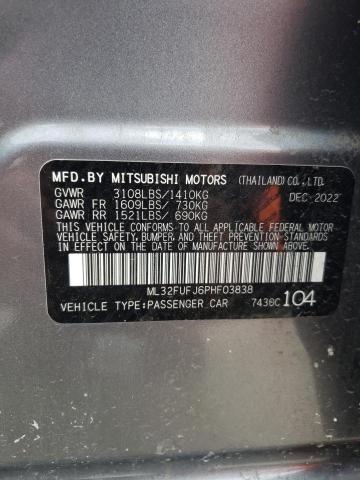 MFD.BY MITSUBISHI MOTORS (THAILAND) CO., LTD.
GVWR 3108LBS/1410KG DEC-2022
GAWR FR 1609LBS/ 730KG
GAWR RR 1521LBS/ 690KG
THIS VEHICLE CONFORMS TO ALL APPLICABLE FEDERAL MOTOR
VEHICLE SAFETY, BUMPER, AND THEFT PREVENTION STANDARDS
IN EFFECT ON THE DATE OF MANUFACTURE SHOWN ABOVE.
ML32FUFJ6PHF03838
VEHICLE TYPE:PASSENGER CAR 7438C 104